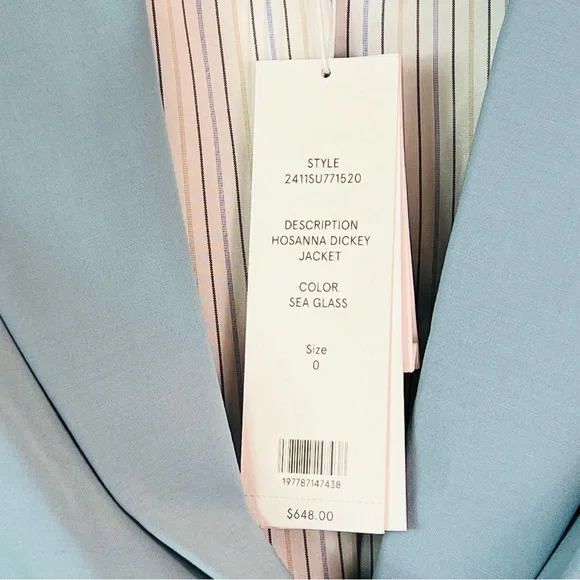 STYLE
2411SU771520
DESCRIPTION
HOSANNA DICKEY
JACKET
COLOR
SEA GLASS
Size
0
197787147438
$648.00